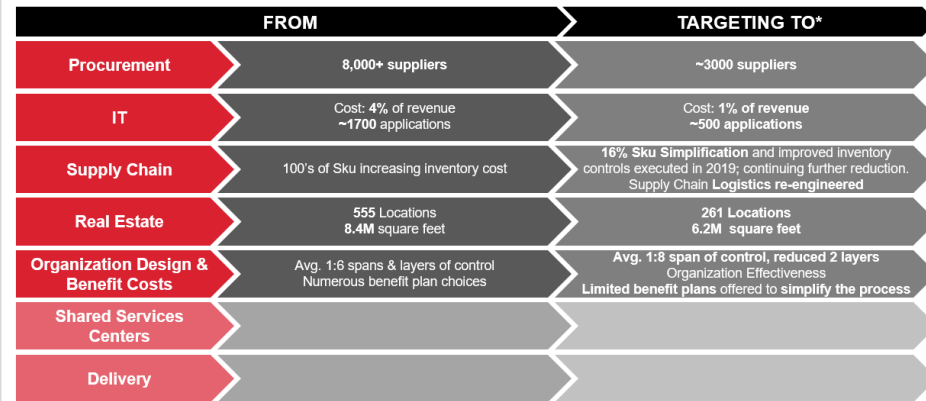 FROM
TARGETING TO*
Procurement
8,000+ suppliers
~3000 suppliers
IT
Cost: 4% of revenue
~1700 applications
Cost: 1% of revenue
~500 applications
Supply Chain
100's of Sku increasing inventory cost
16% Sku Simplification and improved inventory
controls executed in 2019; continuing further reduction.
Supply Chain Logistics re-engineered
Real Estate
555 Locations
8.4M square feet
261 Locations
6.2M square feet
Organization Design &
Benefit Costs
Avg. 1:6 spans & layers of control
Numerous benefit plan choices
Avg. 1:8 span of control, reduced 2 layers
Organization Effectiveness
Limited benefit plans offered to simplify the process
Shared Services
Centers
Delivery